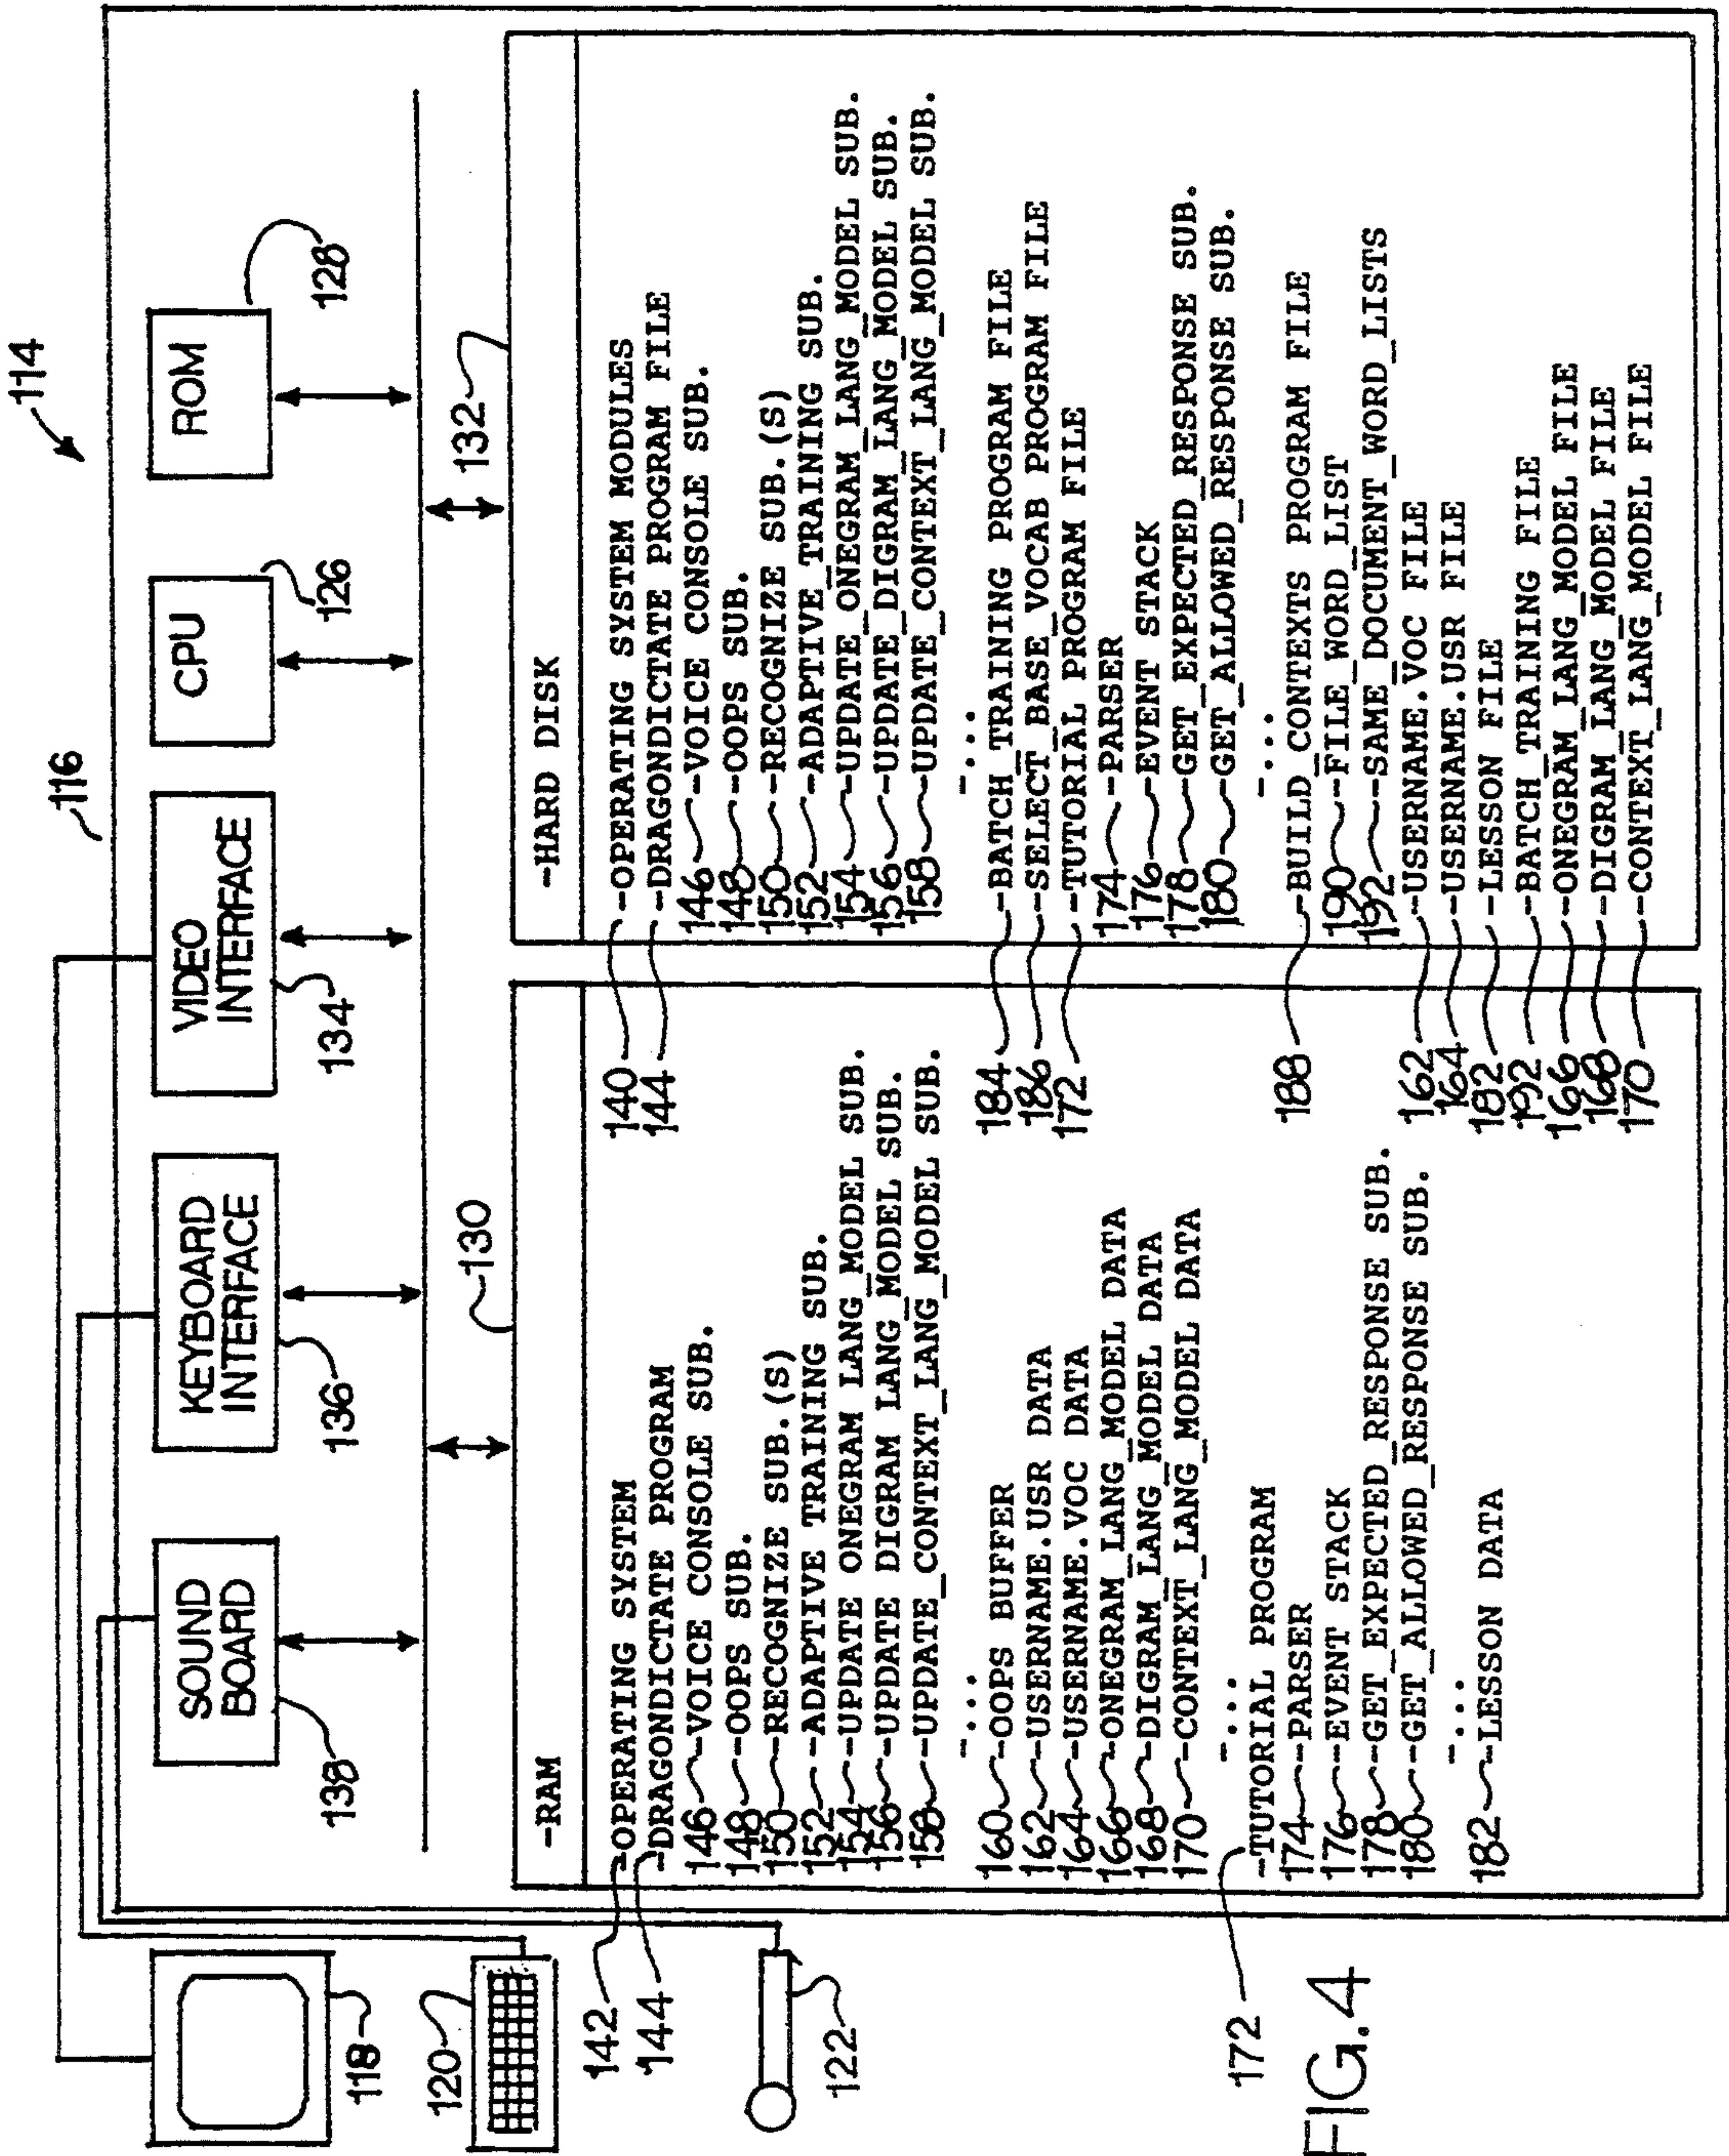 114
116
SOUND BOARD
138
KEYBOARD INTERFACE
136
VIDEO INTERFACE
134
CPU
126
ROM
128
118
120
122
130
-RAM
142 -OPERATING SYSTEM
144 -DRAGONDICTATE PROGRAM
146 -VOICE CONSOLE SUB.
148 -OOPS SUB.
150 -RECOGNIZE SUB.(S)
152 -ADAPTIVE TRAINING SUB.
154 -UPDATE ONEGRAM LANG_MODEL SUB.
156 -UPDATE DIGRAM LANG_MODEL SUB.
158 -UPDATE_CONTEXT_LANG_MODEL SUB.
-...
160 -OOPS BUFFER
162 -USERNAME.USR DATA
164 -USERNAME.VOC DATA
166 -ONEGRAM_LANG_MODEL DATA
168 -DIGRAM_LANG_MODEL DATA
170 -CONTEXT_LANG_MODEL DATA
-...
172 -TUTORIAL PROGRAM
174 -PARSER
176 -EVENT STACK
178 -GET_EXPECTED_RESPONSE SUB.
180 -GET_ALLOWED_RESPONSE SUB.
-...
182 -LESSON DATA
132
-HARD DISK
140 -OPERATING SYSTEM MODULES
144 -DRAGONDICTATE PROGRAM FILE
146 -VOICE CONSOLE SUB.
148 -OOPS SUB.
150 -RECOGNIZE SUB.(S)
152 -ADAPTIVE_TRAINING SUB.
154 -UPDATE_ONEGRAM_LANG_MODEL SUB.
156 -UPDATE_DIGRAM_LANG_MODEL SUB.
158 -UPDATE_CONTEXT_LANG_MODEL SUB.
-...
184 -BATCH_TRAINING PROGRAM FILE
186 -SELECT_BASE_VOCAB PROGRAM FILE
172 -TUTORIAL PROGRAM FILE
174 -PARSER
176 -EVENT STACK
178 -GET_EXPECTED_RESPONSE SUB.
180 -GET_ALLOWED_RESPONSE SUB.
-...
188 -BUILD_CONTEXTS PROGRAM FILE
190 -FILE_WORD_LIST
192 -SAME_DOCUMENT_WORD_LISTS
162 -USERNAME.VOC FILE
164 -USERNAME.USR FILE
182 -LESSON FILE
192 -BATCH_TRAINING FILE
166 -ONEGRAM_LANG_MODEL FILE
168 -DIGRAM_LANG_MODEL FILE
170 -CONTEXT_LANG_MODEL FILE
FIG.4